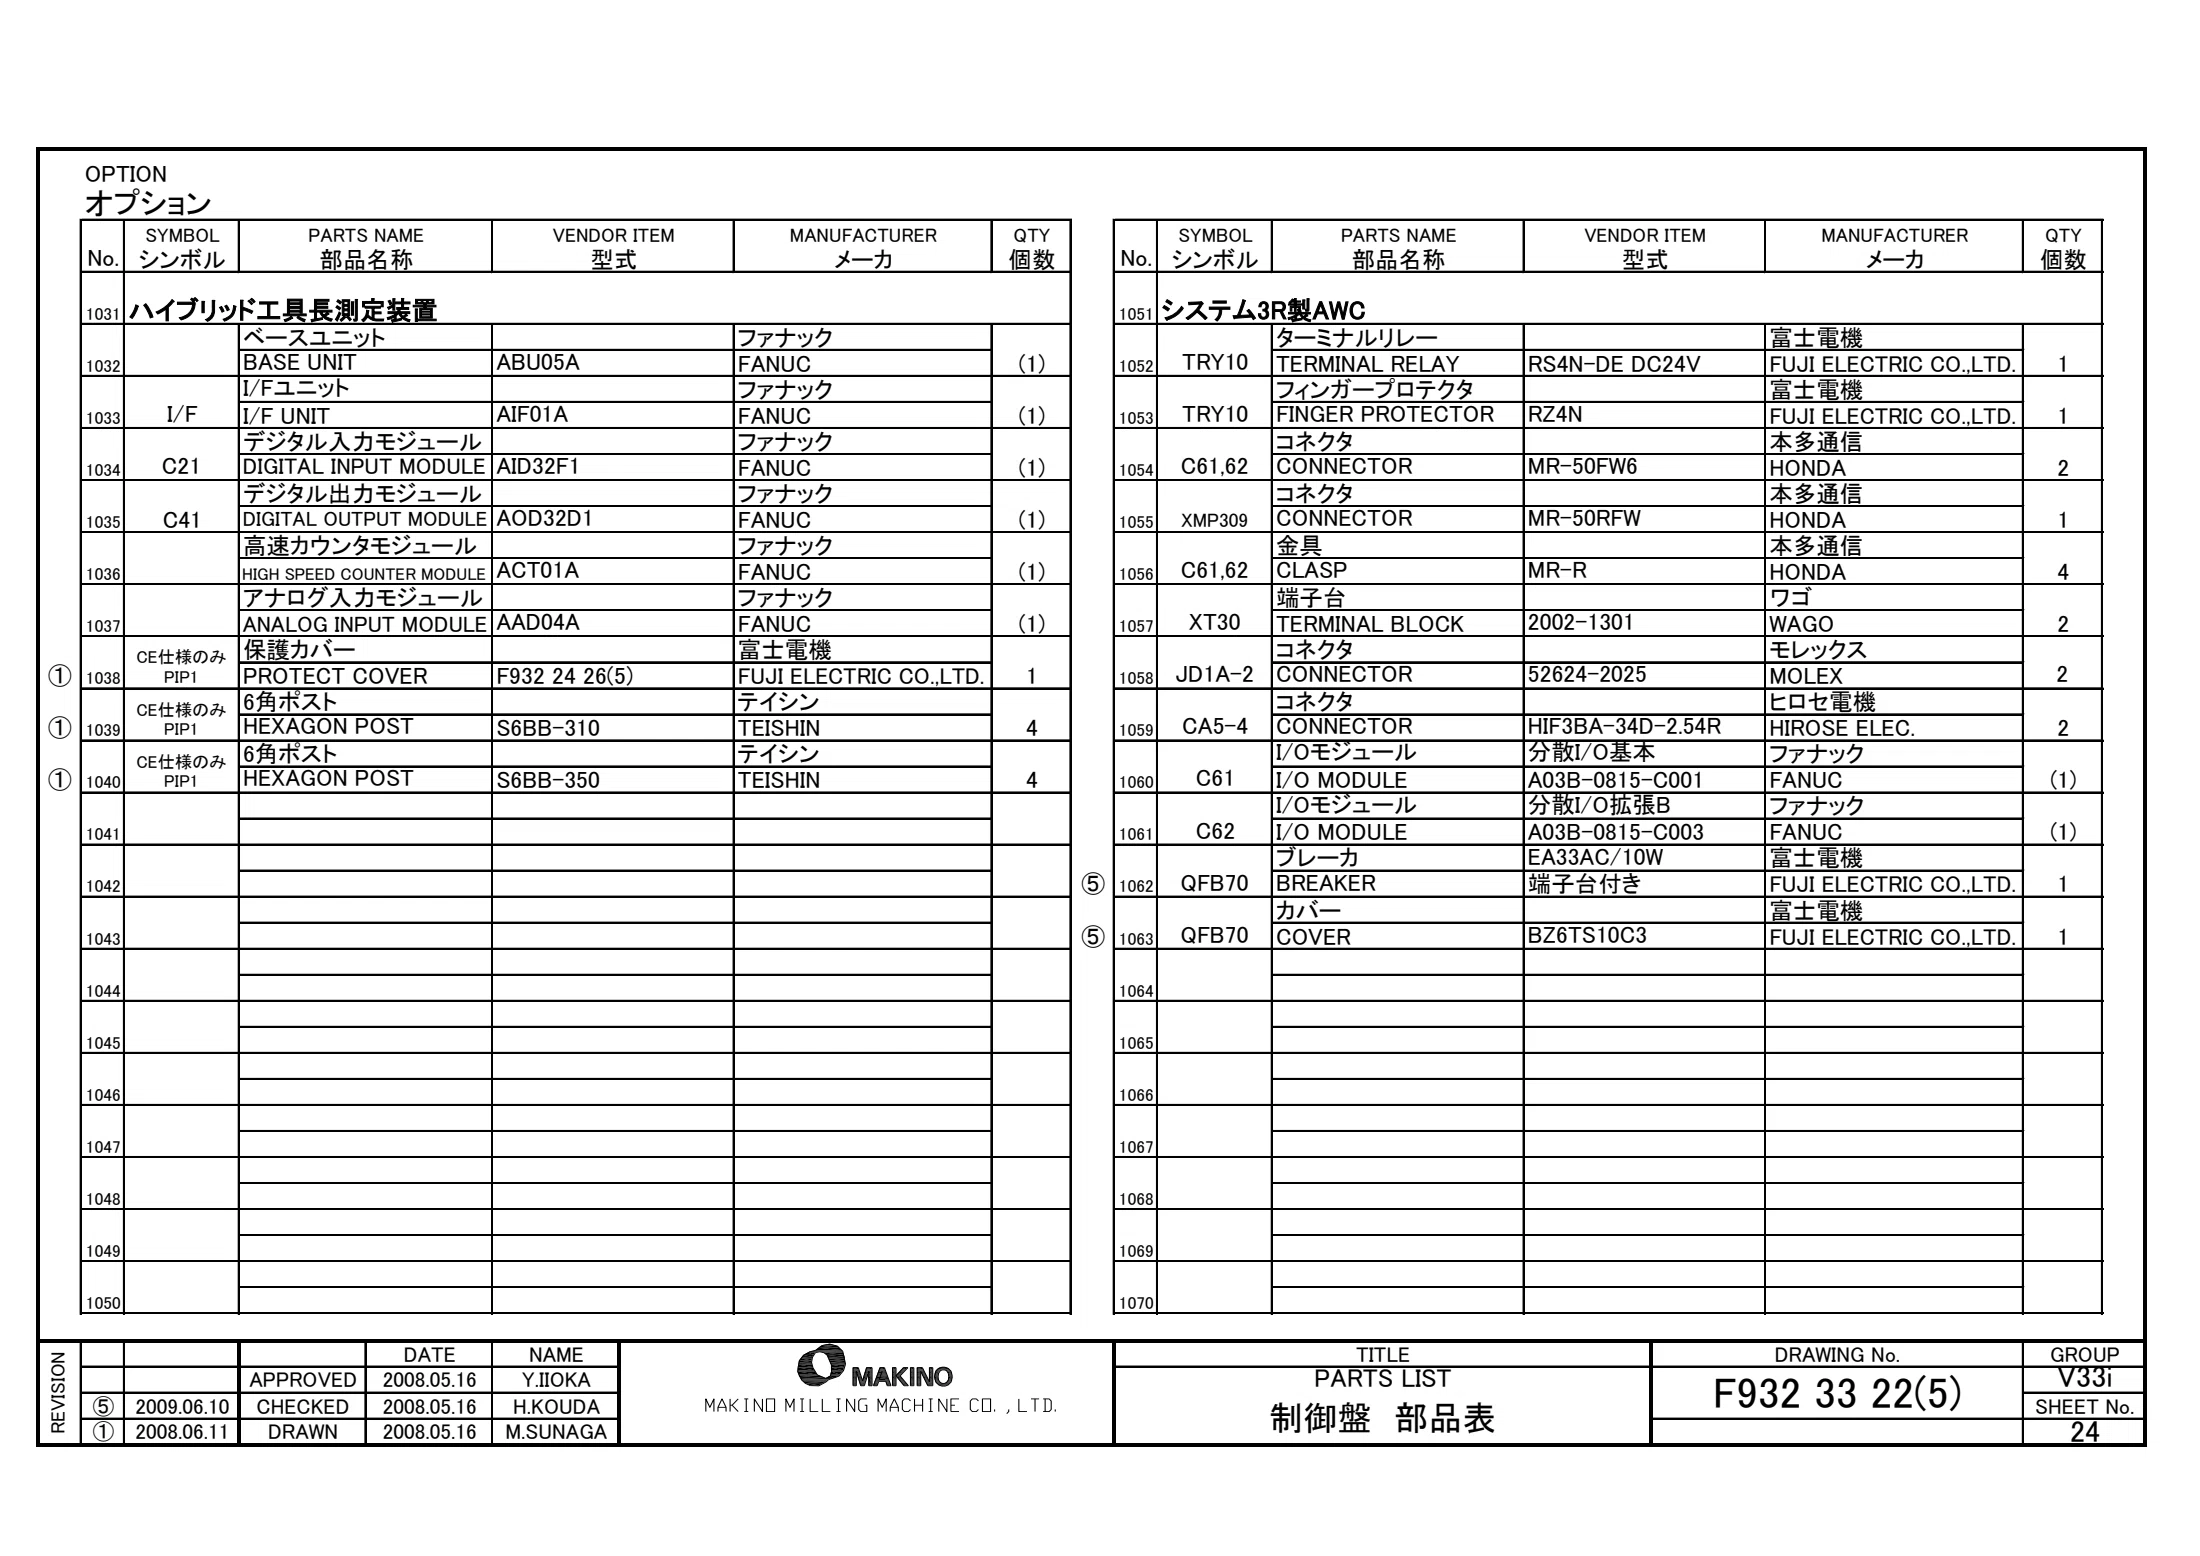 OPTION
オプション
No. SYMBOL シンボル PARTS NAME 部品名称 VENDOR ITEM 型式 MANUFACTURER メーカ QTY 個数
1031 ハイブリッド工具長測定装置
ベースユニット ファナック
1032 BASE UNIT ABU05A FANUC (1)
I/Fユニット ファナック
1033 I/F I/F UNIT AIF01A FANUC (1)
デジタル入力モジュール ファナック
1034 C21 DIGITAL INPUT MODULE AID32F1 FANUC (1)
デジタル出力モジュール ファナック
1035 C41 DIGITAL OUTPUT MODULE AOD32D1 FANUC (1)
高速カウンタモジュール ファナック
1036 HIGH SPEED COUNTER MODULE ACT01A FANUC (1)
アナログ入力モジュール ファナック
1037 ANALOG INPUT MODULE AAD04A FANUC (1)
CE仕様のみ 保護カバー 富士電機
① 1038 PIP1 PROTECT COVER F932 24 26(5) FUJI ELECTRIC CO.,LTD. 1
CE仕様のみ 6角ポスト テイシン
① 1039 PIP1 HEXAGON POST S6BB-310 TEISHIN 4
CE仕様のみ 6角ポスト テイシン
① 1040 PIP1 HEXAGON POST S6BB-350 TEISHIN 4
1041
1042
1043
1044
1045
1046
1047
1048
1049
1050
No. SYMBOL シンボル PARTS NAME 部品名称 VENDOR ITEM 型式 MANUFACTURER メーカ QTY 個数
1051 システム3R製AWC
ターミナルリレー 富士電機
1052 TRY10 TERMINAL RELAY RS4N-DE DC24V FUJI ELECTRIC CO.,LTD. 1
フィンガープロテクタ 富士電機
1053 TRY10 FINGER PROTECTOR RZ4N FUJI ELECTRIC CO.,LTD. 1
コネクタ 本多通信
1054 C61,62 CONNECTOR MR-50FW6 HONDA 2
コネクタ 本多通信
1055 XMP309 CONNECTOR MR-50RFW HONDA 1
金具 本多通信
1056 C61,62 CLASP MR-R HONDA 4
端子台 ワゴ
1057 XT30 TERMINAL BLOCK 2002-1301 WAGO 2
コネクタ モレックス
1058 JD1A-2 CONNECTOR 52624-2025 MOLEX 2
コネクタ ヒロセ電機
1059 CA5-4 CONNECTOR HIF3BA-34D-2.54R HIROSE ELEC. 2
I/Oモジュール 分散I/O基本 ファナック
1060 C61 I/O MODULE A03B-0815-C001 FANUC (1)
I/Oモジュール 分散I/O拡張B ファナック
1061 C62 I/O MODULE A03B-0815-C003 FANUC (1)
ブレーカ EA33AC/10W 富士電機
⑤ 1062 QFB70 BREAKER 端子台付き FUJI ELECTRIC CO.,LTD. 1
カバー 富士電機
⑤ 1063 QFB70 COVER BZ6TS10C3 FUJI ELECTRIC CO.,LTD. 1
1064
1065
1066
1067
1068
1069
1070
REVISION
DATE NAME
APPROVED 2008.05.16 Y.IIOKA
⑤ 2009.06.10 CHECKED 2008.05.16 H.KOUDA
① 2008.06.11 DRAWN 2008.05.16 M.SUNAGA
MAKINO
MAKINO MILLING MACHINE CO. ,LTD.
TITLE
PARTS LIST
制御盤 部品表
DRAWING No.
F932 33 22(5)
GROUP
V33i
SHEET No.
24